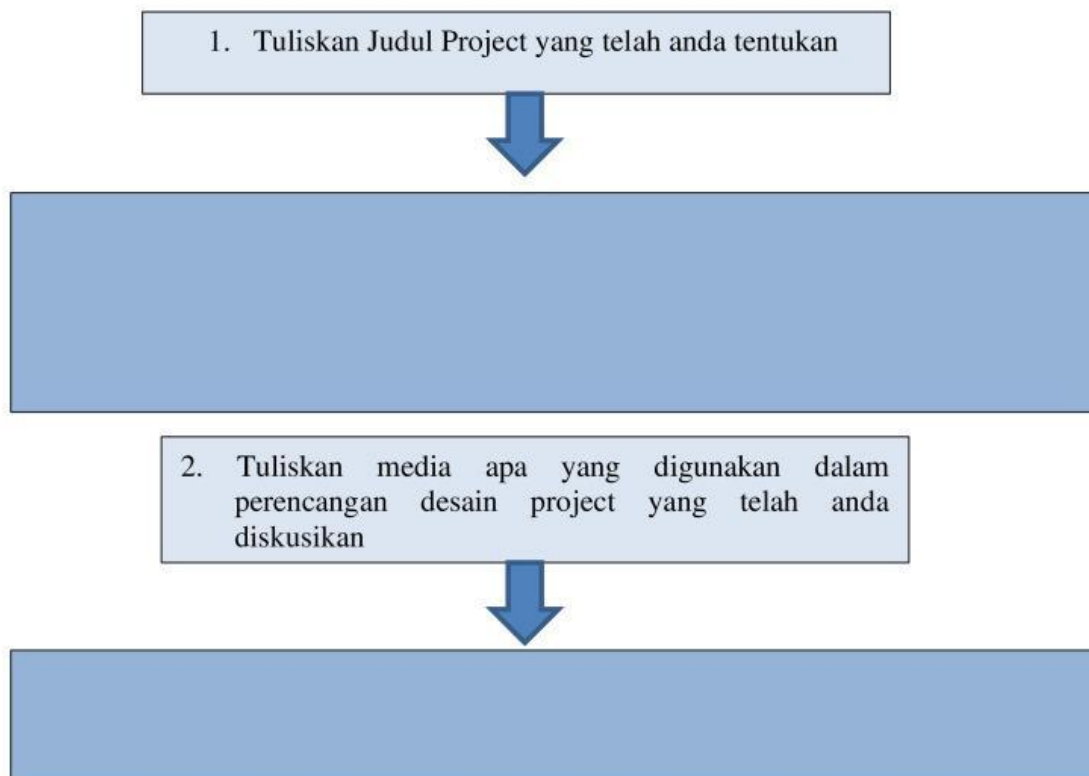 1. Tuliskan Judul Project yang telah anda tentukan
2. Tuliskan media apa yang digunakan dalam
perencangan desain project yang telah anda
diskusikan